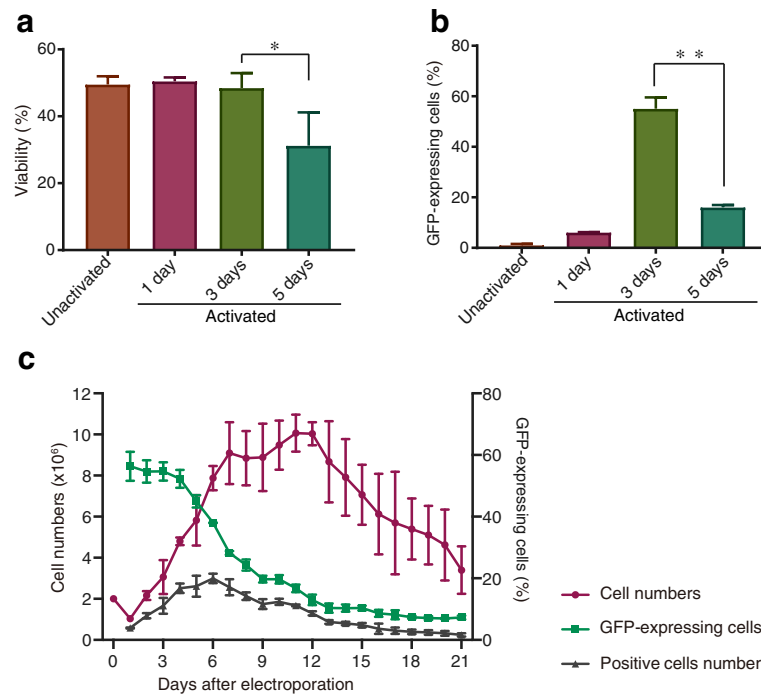 a
b
60
40
20
0
Viability (%)
*
Unactivated
1 day
3 days
5 days
Activated
80
60
40
20
0
GFP-expressing cells (%)
* *
Unactivated
1 day
3 days
5 days
Activated
c
12
10
8
6
4
2
0
Cell numbers (x10⁶)
80
60
40
20
0
GFP-expressing
cells (%)
0 3 6 9 12 15 18 21
Days after electroporation
Cell numbers
GFP-expressing cells
Positive cells number